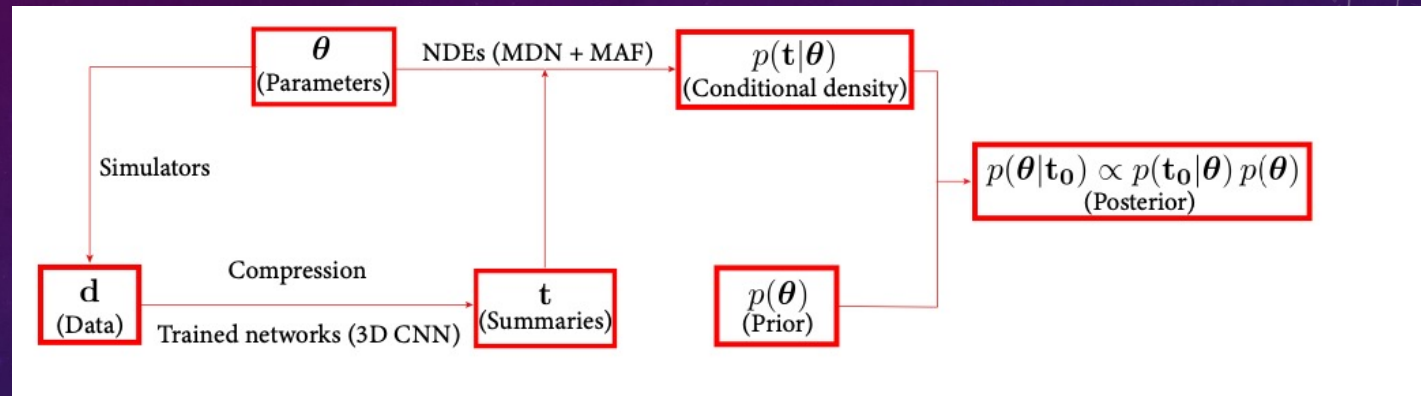 θ
(Parameters)
NDEs (MDN + MAF)
p(t|θ)
(Conditional density)
Simulators
p(θ|t₀) ∝ p(t₀|θ) p(θ)
(Posterior)
d
(Data)
Compression
Trained networks (3D CNN)
t
(Summaries)
p(θ)
(Prior)